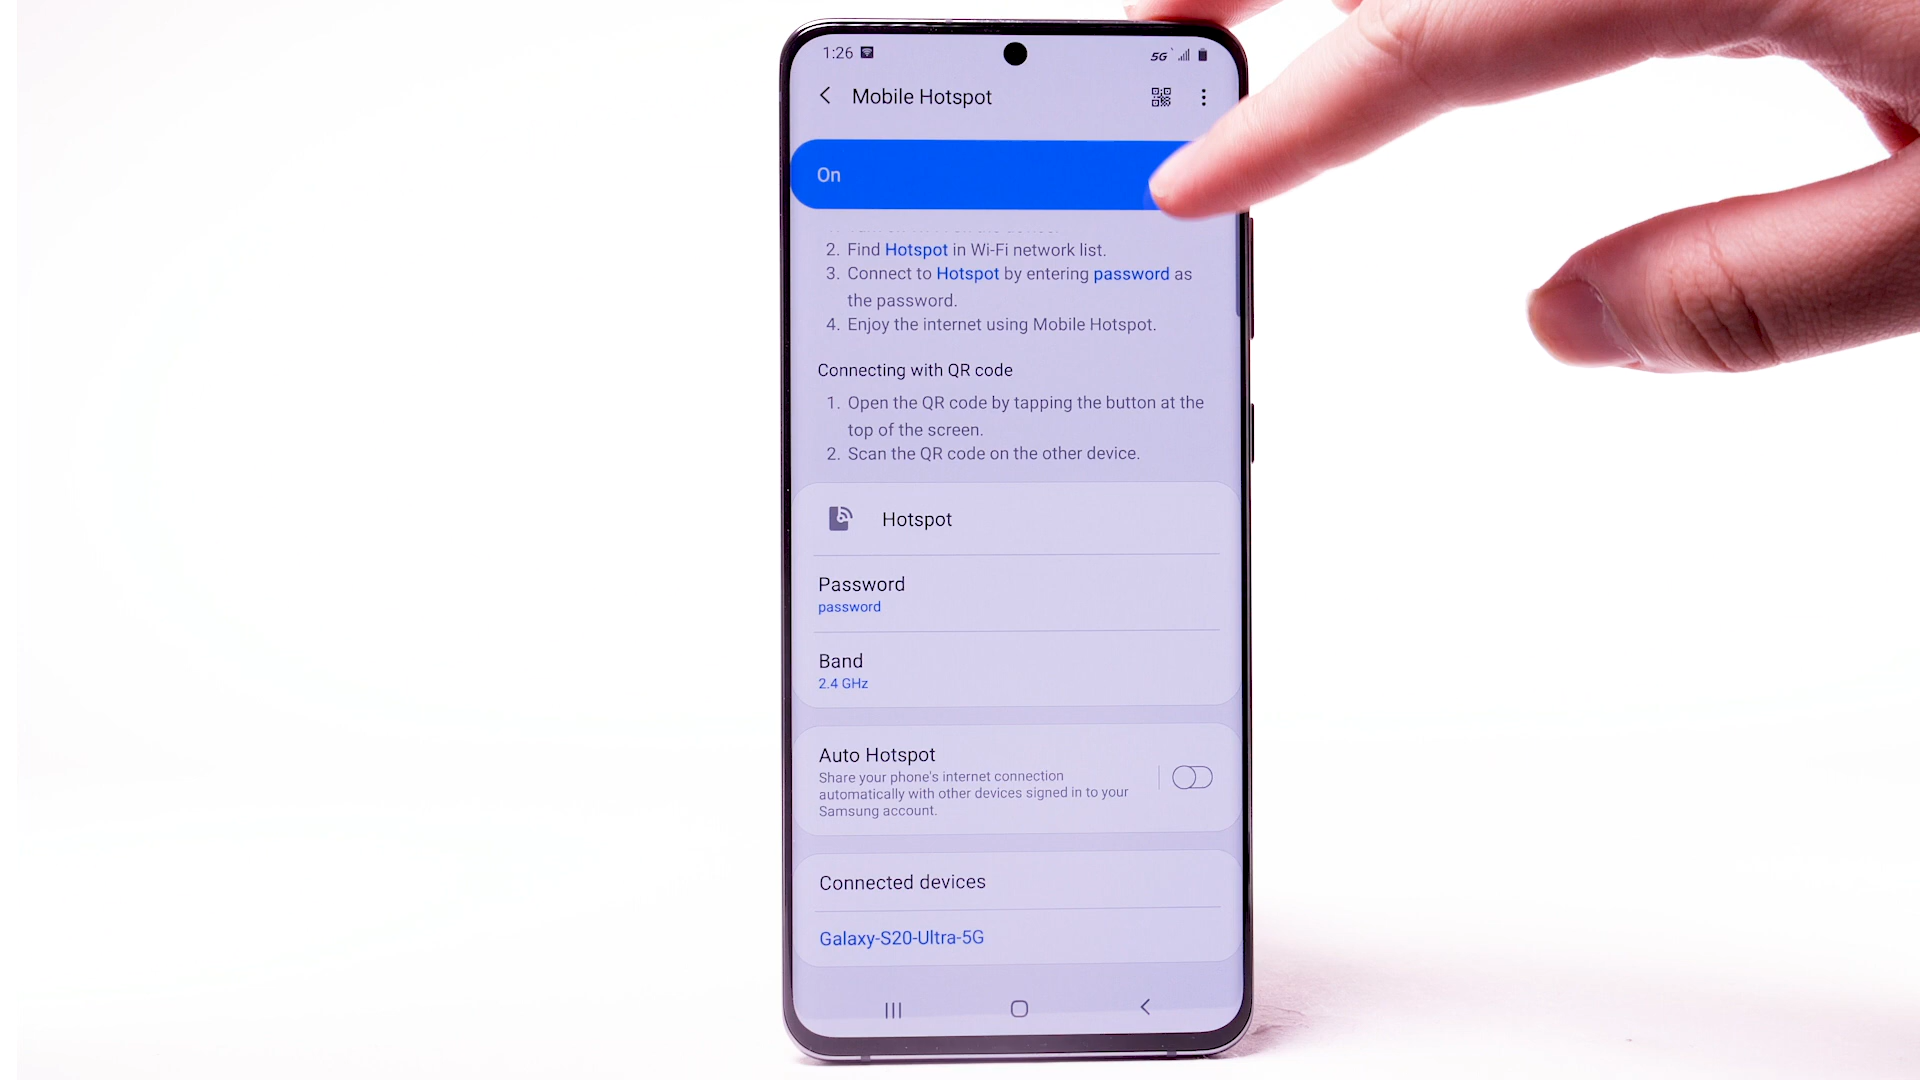 1:26
5G
Mobile Hotspot
On
2. Find Hotspot in Wi-Fi network list.
3. Connect to Hotspot by entering password as
the password.
4. Enjoy the internet using Mobile Hotspot.
Connecting with QR code
1. Open the QR code by tapping the button at the
top of the screen.
2. Scan the QR code on the other device.
Hotspot
Password
password
Band
2.4 GHz
Auto Hotspot
Share your phone's internet connection
automatically with other devices signed in to your
Samsung account.
Connected devices
Galaxy-S20-Ultra-5G